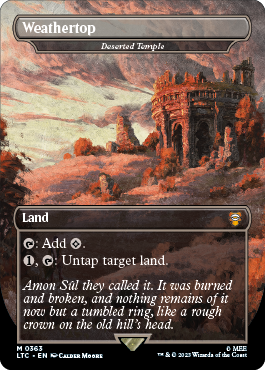 Weathertop
Deserted Temple
Land
: Add .
1, : Untap target land.
Amon Sûl they called it. It was burned
and broken, and nothing remains of it
now but a tumbled ring, like a rough
crown on the old hill's head.
M 0363
LTC • EN Calder Moore
© MEE
™ & © 2023 Wizards of the Coast